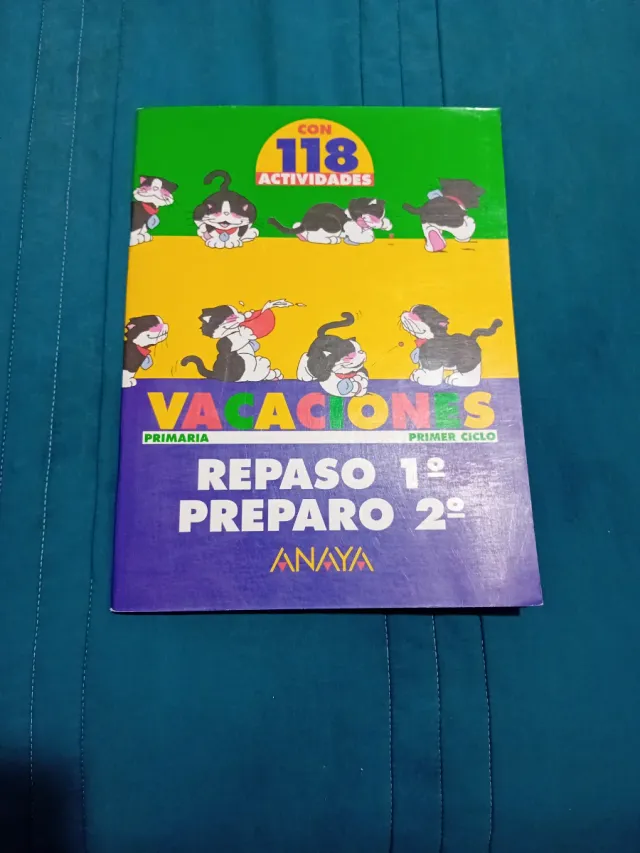 CON
118
ACTIVIDADES
VACACIONES
PRIMARIA PRIMER CICLO
REPASO 1º
PREPARO 2º
ANAYA